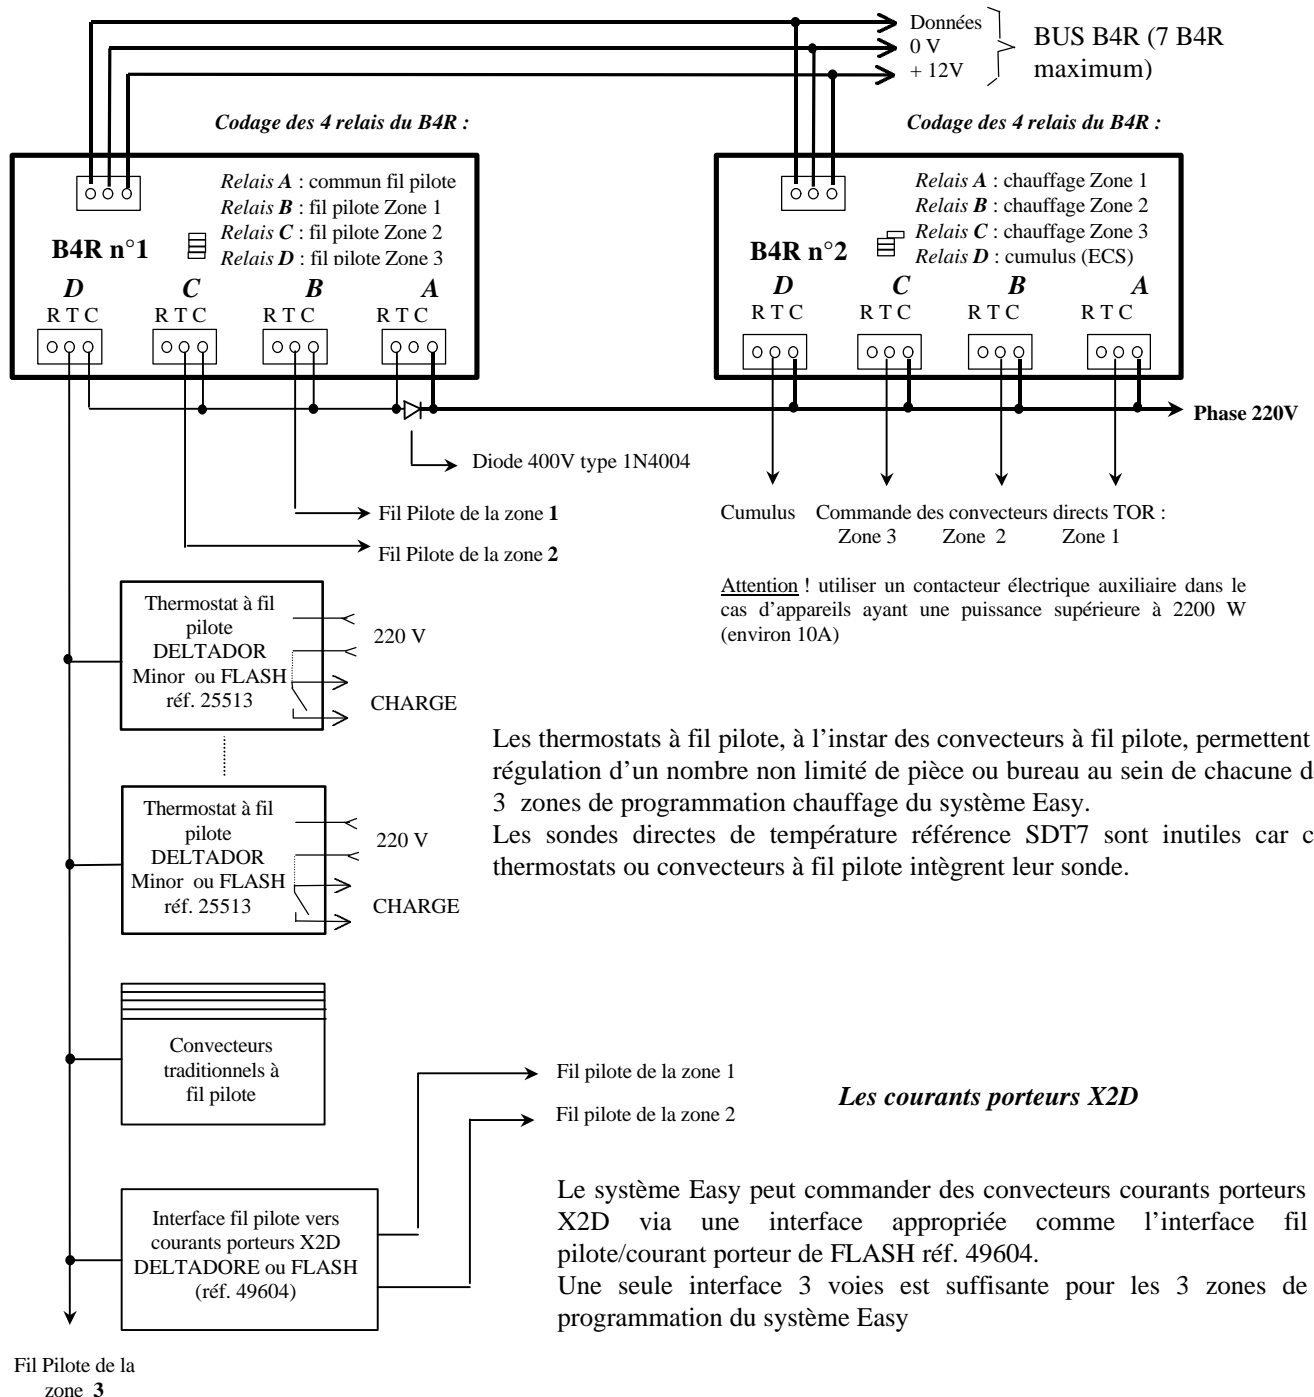 Données
0 V
+ 12V
BUS B4R (7 B4R
maximum)
Codage des 4 relais du B4R :
Relais A : commun fil pilote
Relais B : fil pilote Zone 1
Relais C : fil pilote Zone 2
Relais D : fil pilote Zone 3
B4R n°1
D C B A
R T C R T C R T C R T C
Codage des 4 relais du B4R :
Relais A : chauffage Zone 1
Relais B : chauffage Zone 2
Relais C : chauffage Zone 3
Relais D : cumulus (ECS)
B4R n°2
D C B A
R T C R T C R T C R T C
Phase 220V
Diode 400V type 1N4004
Fil Pilote de la zone 1
Fil Pilote de la zone 2
Cumulus Commande des convecteurs directs TOR :
Zone 3 Zone 2 Zone 1
Attention ! utiliser un contacteur électrique auxiliaire dans le
cas d'appareils ayant une puissance supérieure à 2200 W
(environ 10A)
Thermostat à fil
pilote
DELTADOR
Minor ou FLASH
réf. 25513
220 V
CHARGE
Les thermostats à fil pilote, à l'instar des convecteurs à fil pilote, permettent
régulation d'un nombre non limité de pièce ou bureau au sein de chacune d
3 zones de programmation chauffage du système Easy.
Les sondes directes de température référence SDT7 sont inutiles car c
thermostats ou convecteurs à fil pilote intègrent leur sonde.
Thermostat à fil
pilote
DELTADOR
Minor ou FLASH
réf. 25513
220 V
CHARGE
Convecteurs
traditionnels à
fil pilote
Fil pilote de la zone 1
Fil pilote de la zone 2
Les courants porteurs X2D
Interface fil pilote vers
courants porteurs X2D
DELTADORE ou FLASH
(réf. 49604)
Le système Easy peut commander des convecteurs courants porteurs
X2D via une interface appropriée comme l'interface fil
pilote/courant porteur de FLASH réf. 49604.
Une seule interface 3 voies est suffisante pour les 3 zones de
programmation du système Easy
Fil Pilote de la
zone 3